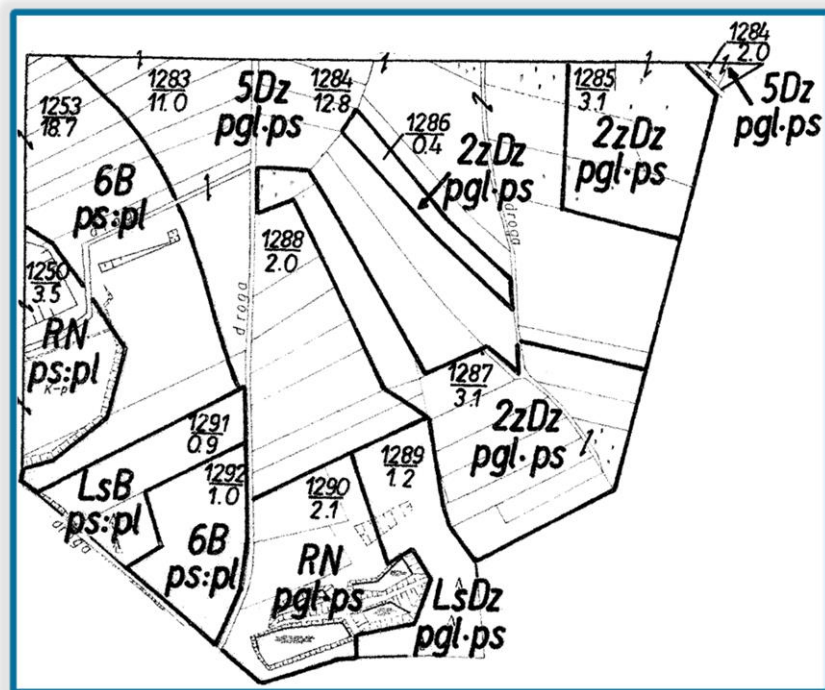 1284
2.0
1253
18.7
1283
11.0
5Dz
pgl·ps
1284
12.8
1285
3.1
5Dz
pgl·ps
1286
0.4
2zDz
pgl·ps
2zDz
pgl·ps
6B
ps:pl
droga
1288
2.0
1250
3.5
droga
RN
ps:pl
K-p
1287
3.1
2zDz
pgl·ps
1291
0.9
1292
1.0
1289
1.2
LsB
ps:pl
1290
2.1
droga
6B
ps:pl
RN
pgl·ps
LsDz
pgl·ps